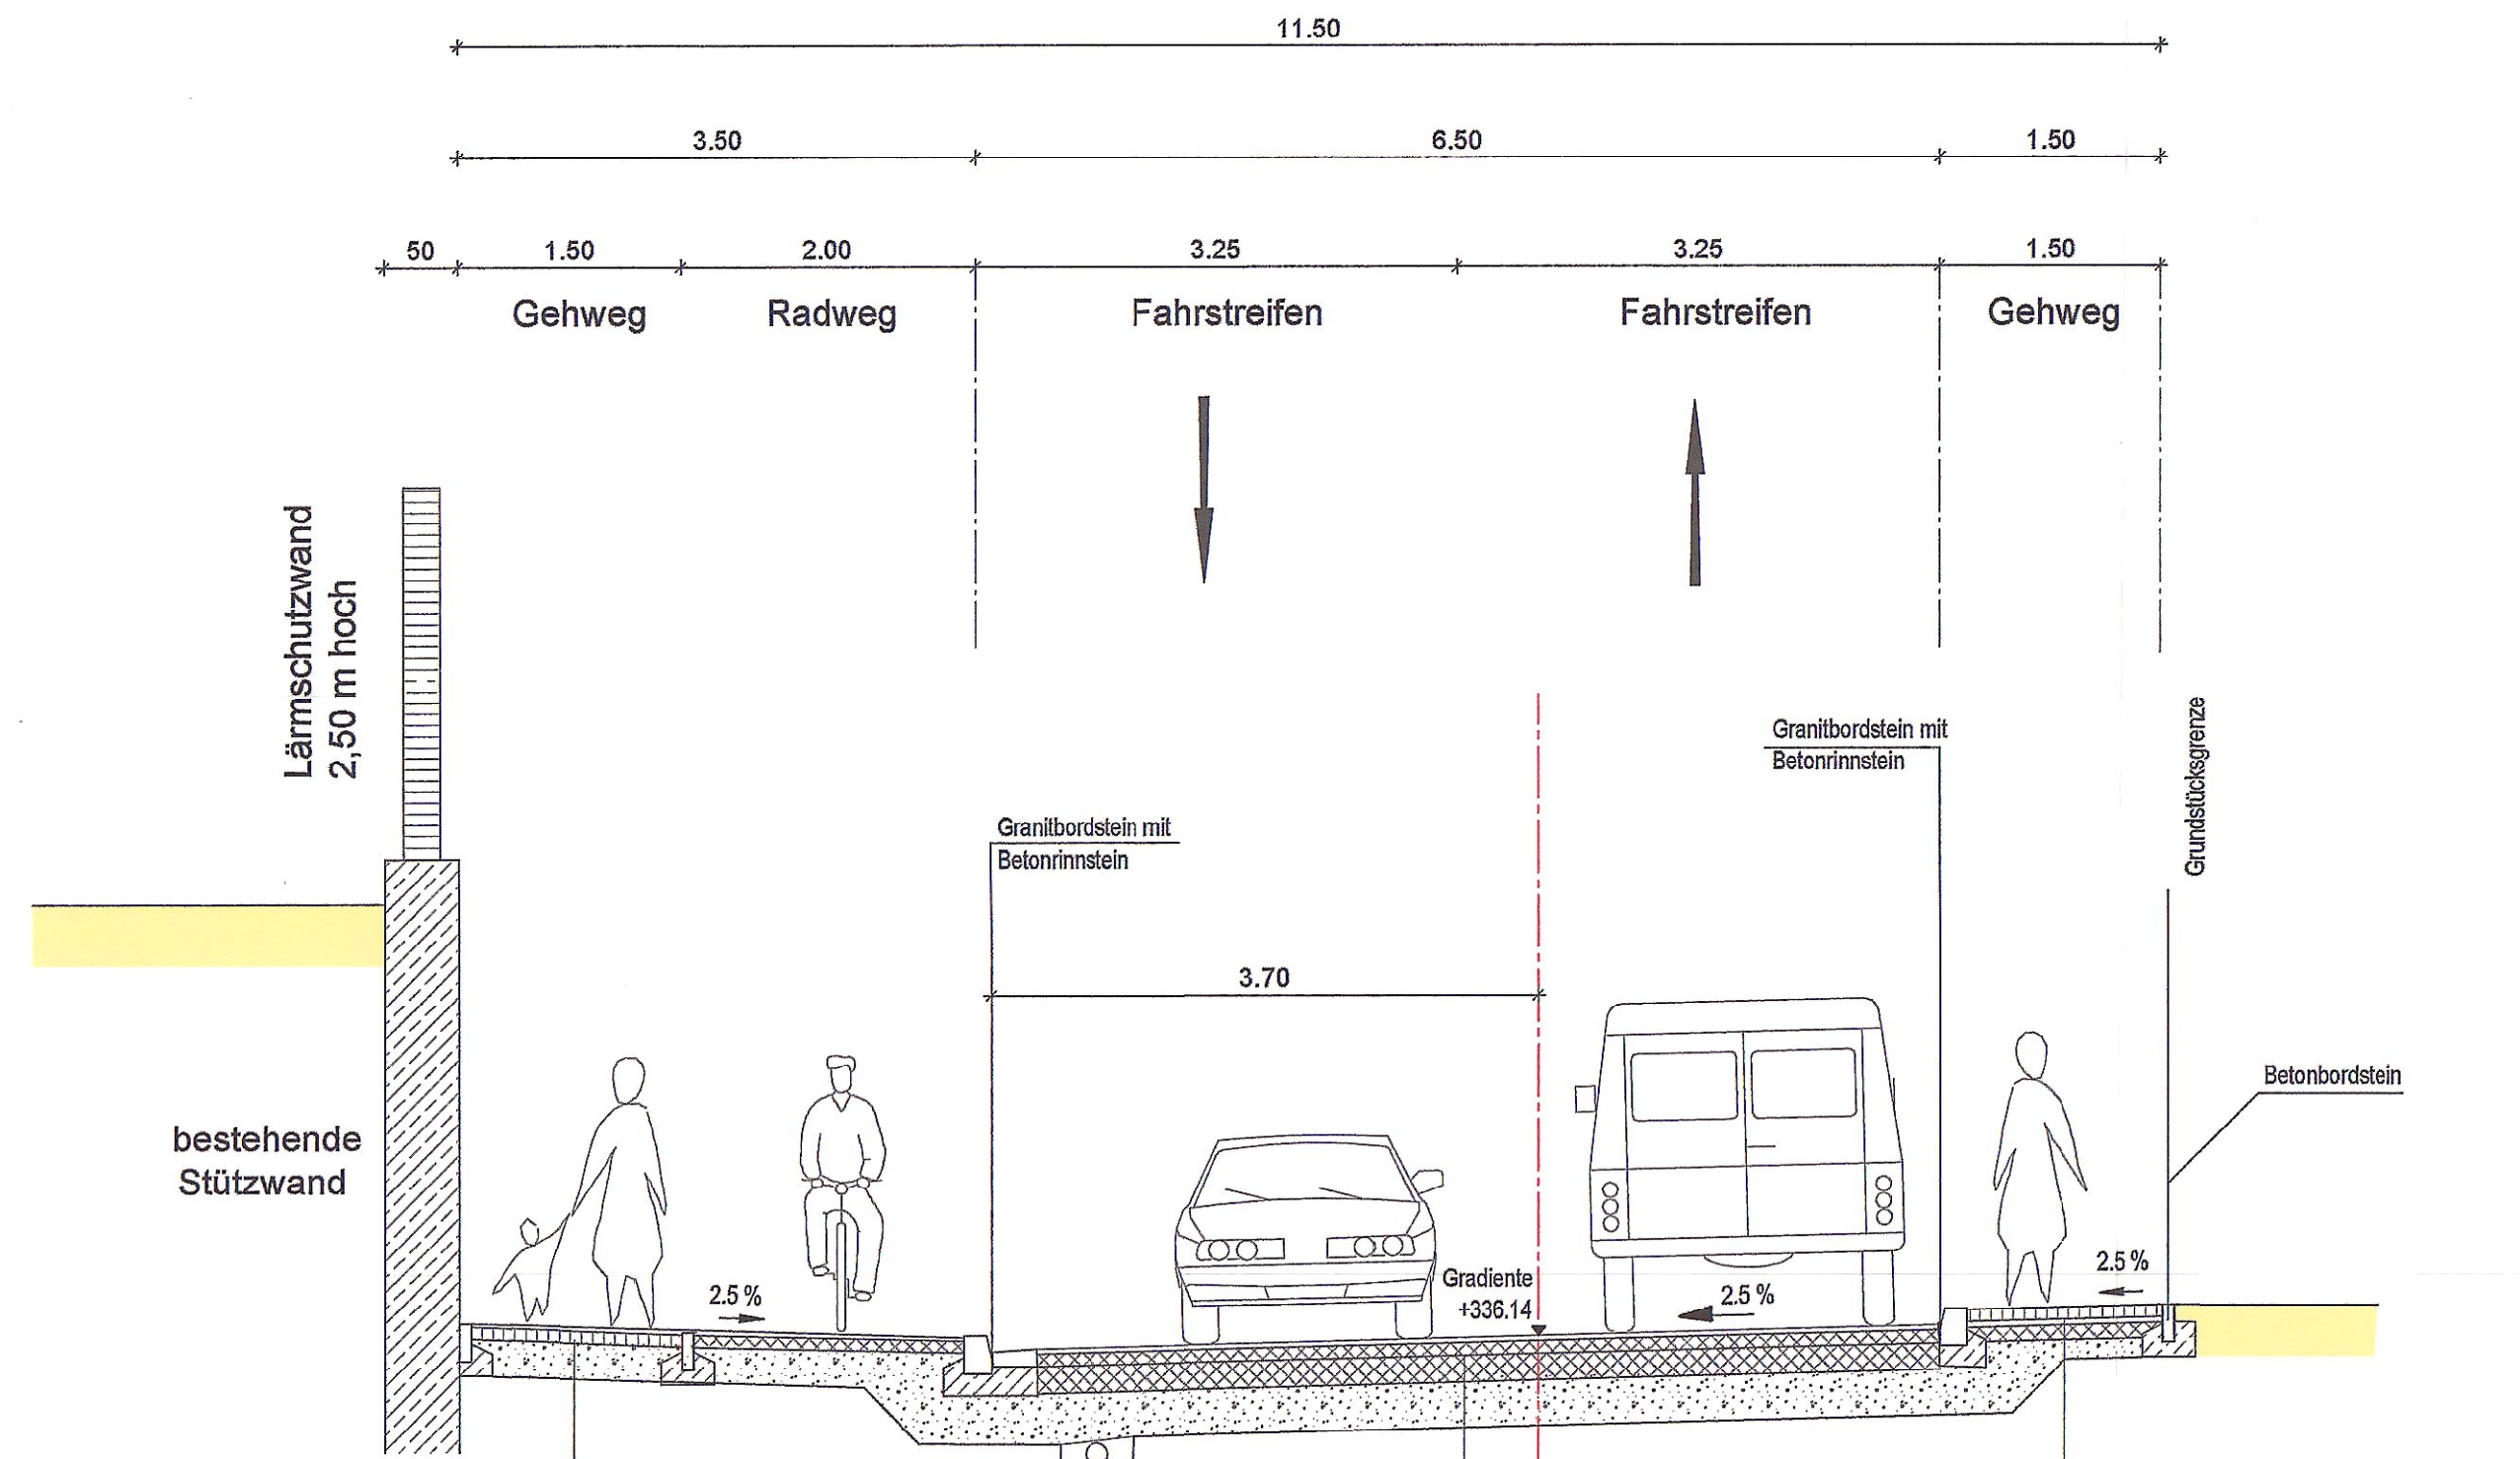 11.50
3.50 6.50 1.50
50 1.50 2.00 3.25 3.25 1.50
Gehweg Radweg Fahrstreifen Fahrstreifen Gehweg
Lärmschutzwand
2,50 m hoch
Granitbordstein mit
Betonrinnstein
Grundstücksgrenze
Granitbordstein mit
Betonrinnstein
3.70
Betonbordstein
bestehende
Stützwand
2.5 %
Gradiente
+336.14
2.5 %
2.5 %